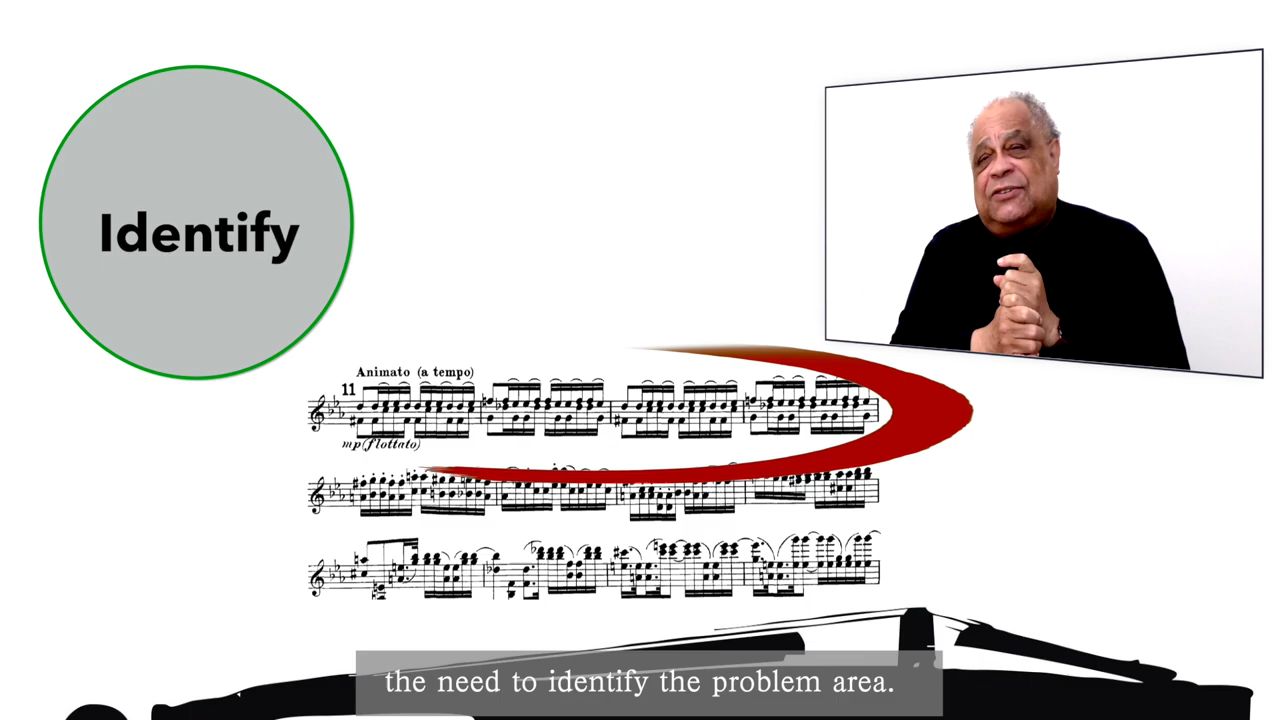 Identify
Animato (a tempo)
11
mp(flottato)
the need to identify the problem area.